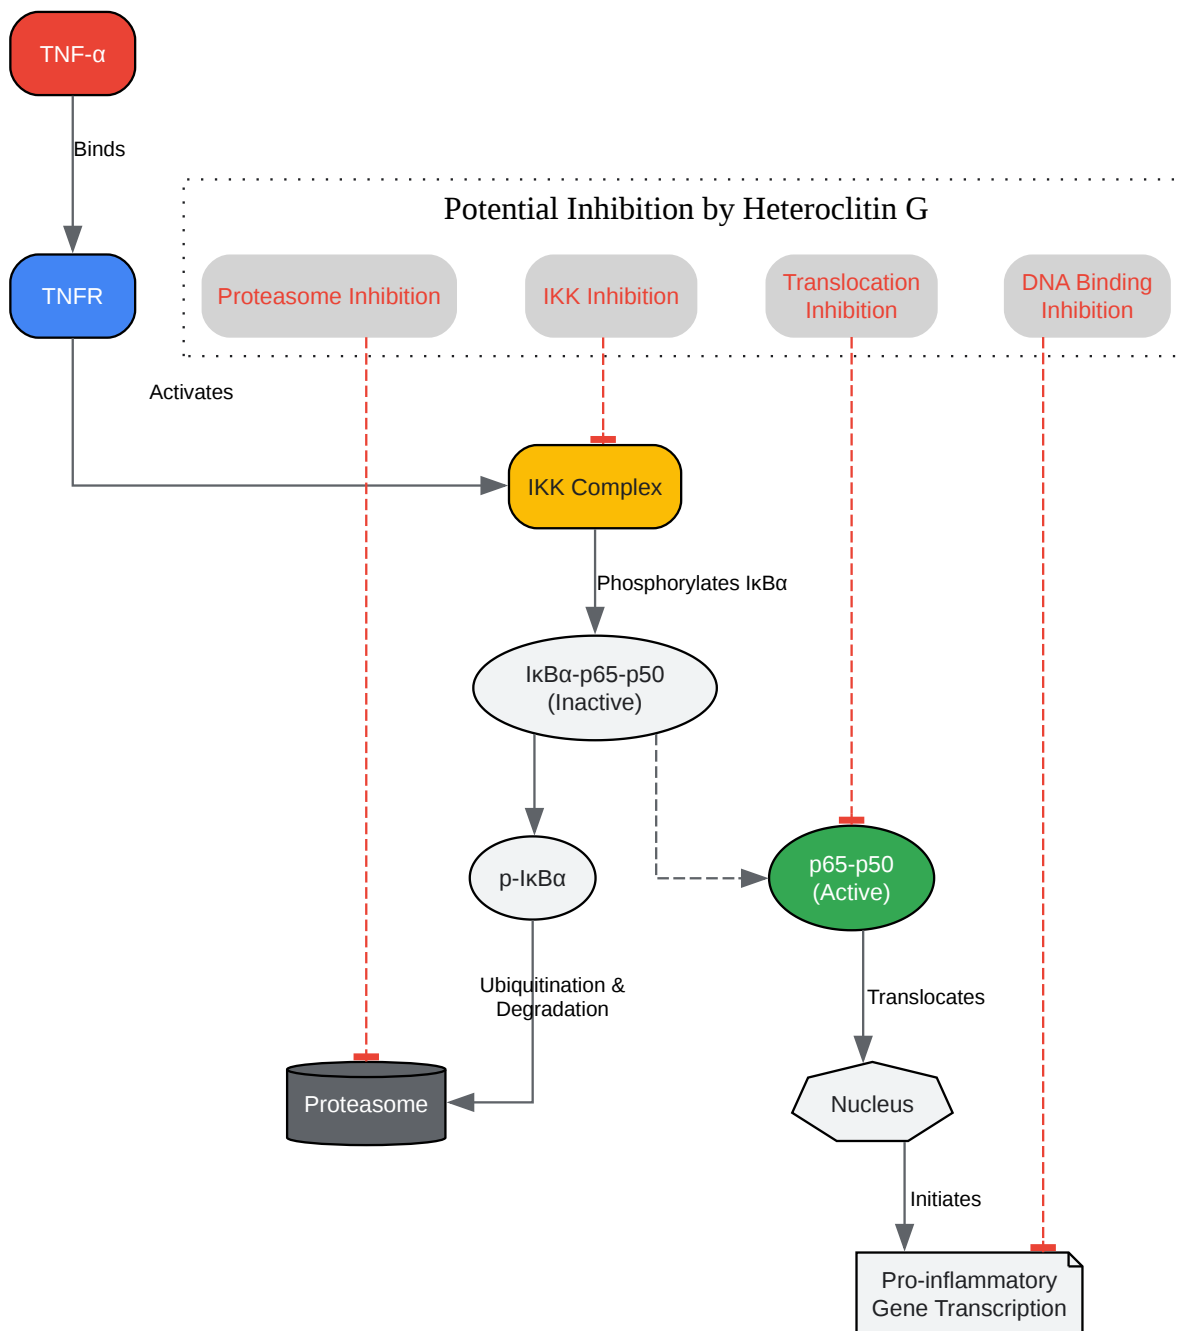 TNF-α
Binds
Potential Inhibition by Heteroclitin G
TNFR
Proteasome Inhibition
IKK Inhibition
Translocation
Inhibition
DNA Binding
Inhibition
Activates
IKK Complex
Phosphorylates IκBα
IκBα-p65-p50
(Inactive)
p-IκBα
p65-p50
(Active)
Ubiquitination &
Degradation
Translocates
Proteasome
Nucleus
Initiates
Pro-inflammatory
Gene Transcription